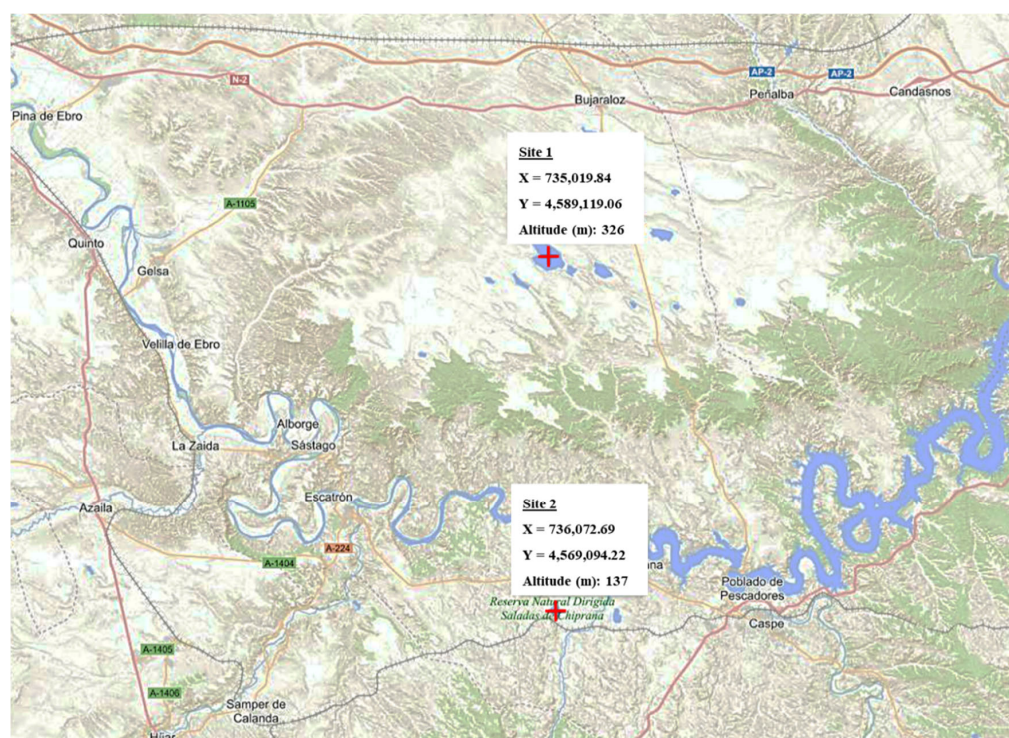 N-2
AP-2
AP-2
Peñalba
Candasnos
Bujaraloz
Pina de Ebro
Site 1
X = 735,019.84
Y = 4,589,119.06
Altitude (m): 326
A-1105
Quinto
Gelsa
Velilla de Ebro
Alborge
La Zaida
Sástago
Escatrón
Azaila
Site 2
X = 736,072.69
Y = 4,569,094.22
Altitude (m): 137
A-224
A-1404
ana
Poblado de
Pescadores
Reserva Natural Dirigida
Saladas de Chiprana
Caspe
A-1405
A-1406
Samper de
Calanda
Híjar